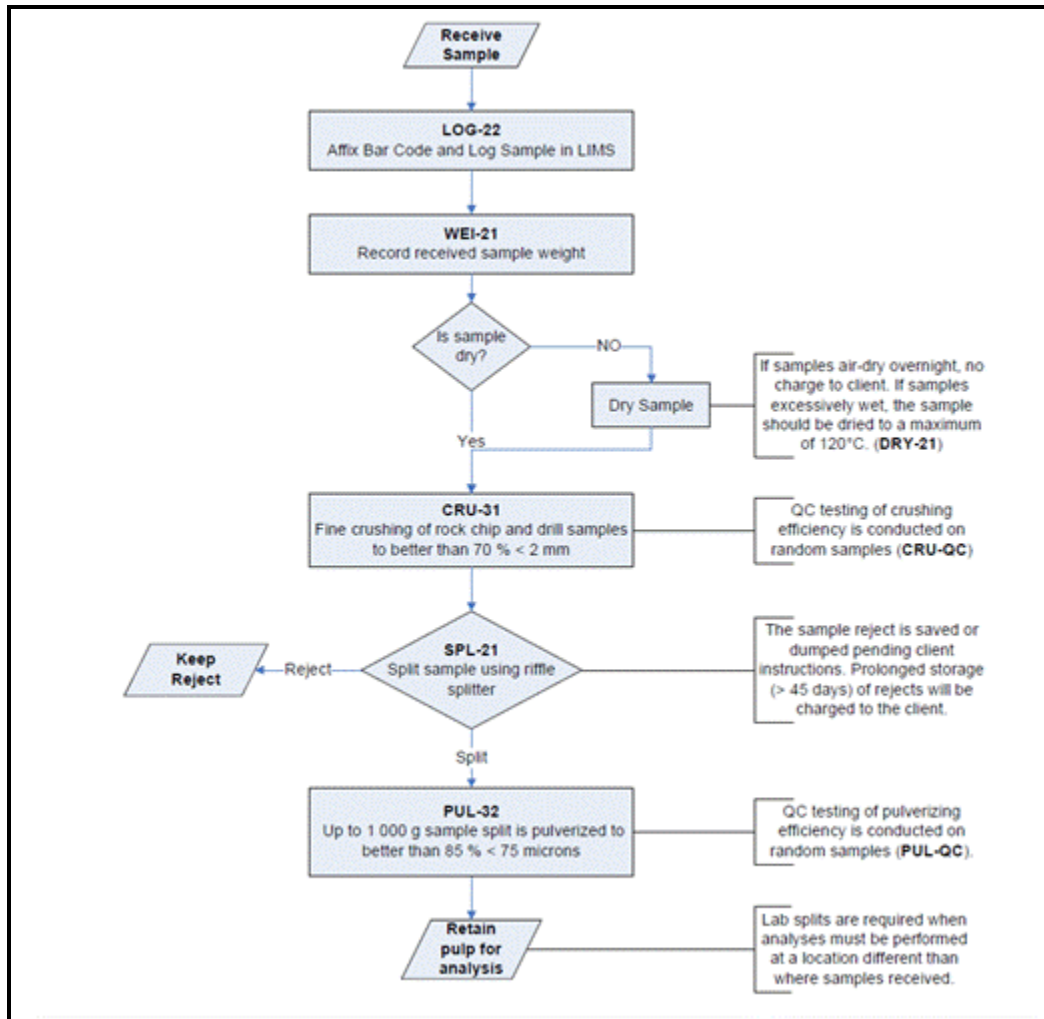 Receive
Sample
LOG-22
Affix Bar Code and Log Sample in LIMS
WEI-21
Record received sample weight
Is sample
dry?
NO
Dry Sample
If samples air-dry overnight, no
charge to client. If samples
excessively wet, the sample
should be dried to a maximum
of 120°C. (DRY-21)
Yes
CRU-31
Fine crushing of rock chip and drill samples
to better than 70 % < 2 mm
QC testing of crushing
efficiency is conducted on
random samples (CRU-QC)
Keep
Reject
Reject
SPL-21
Split sample using riffle
splitter
The sample reject is saved or
dumped pending client
instructions. Prolonged storage
(> 45 days) of rejects will be
charged to the client.
Split
PUL-32
Up to 1 000 g sample split is pulverized to
better than 85 % < 75 microns
QC testing of pulverizing
efficiency is conducted on
random samples (PUL-QC).
Retain
pulp for
analysis
Lab splits are required when
analyses must be performed
at a location different than
where samples received.